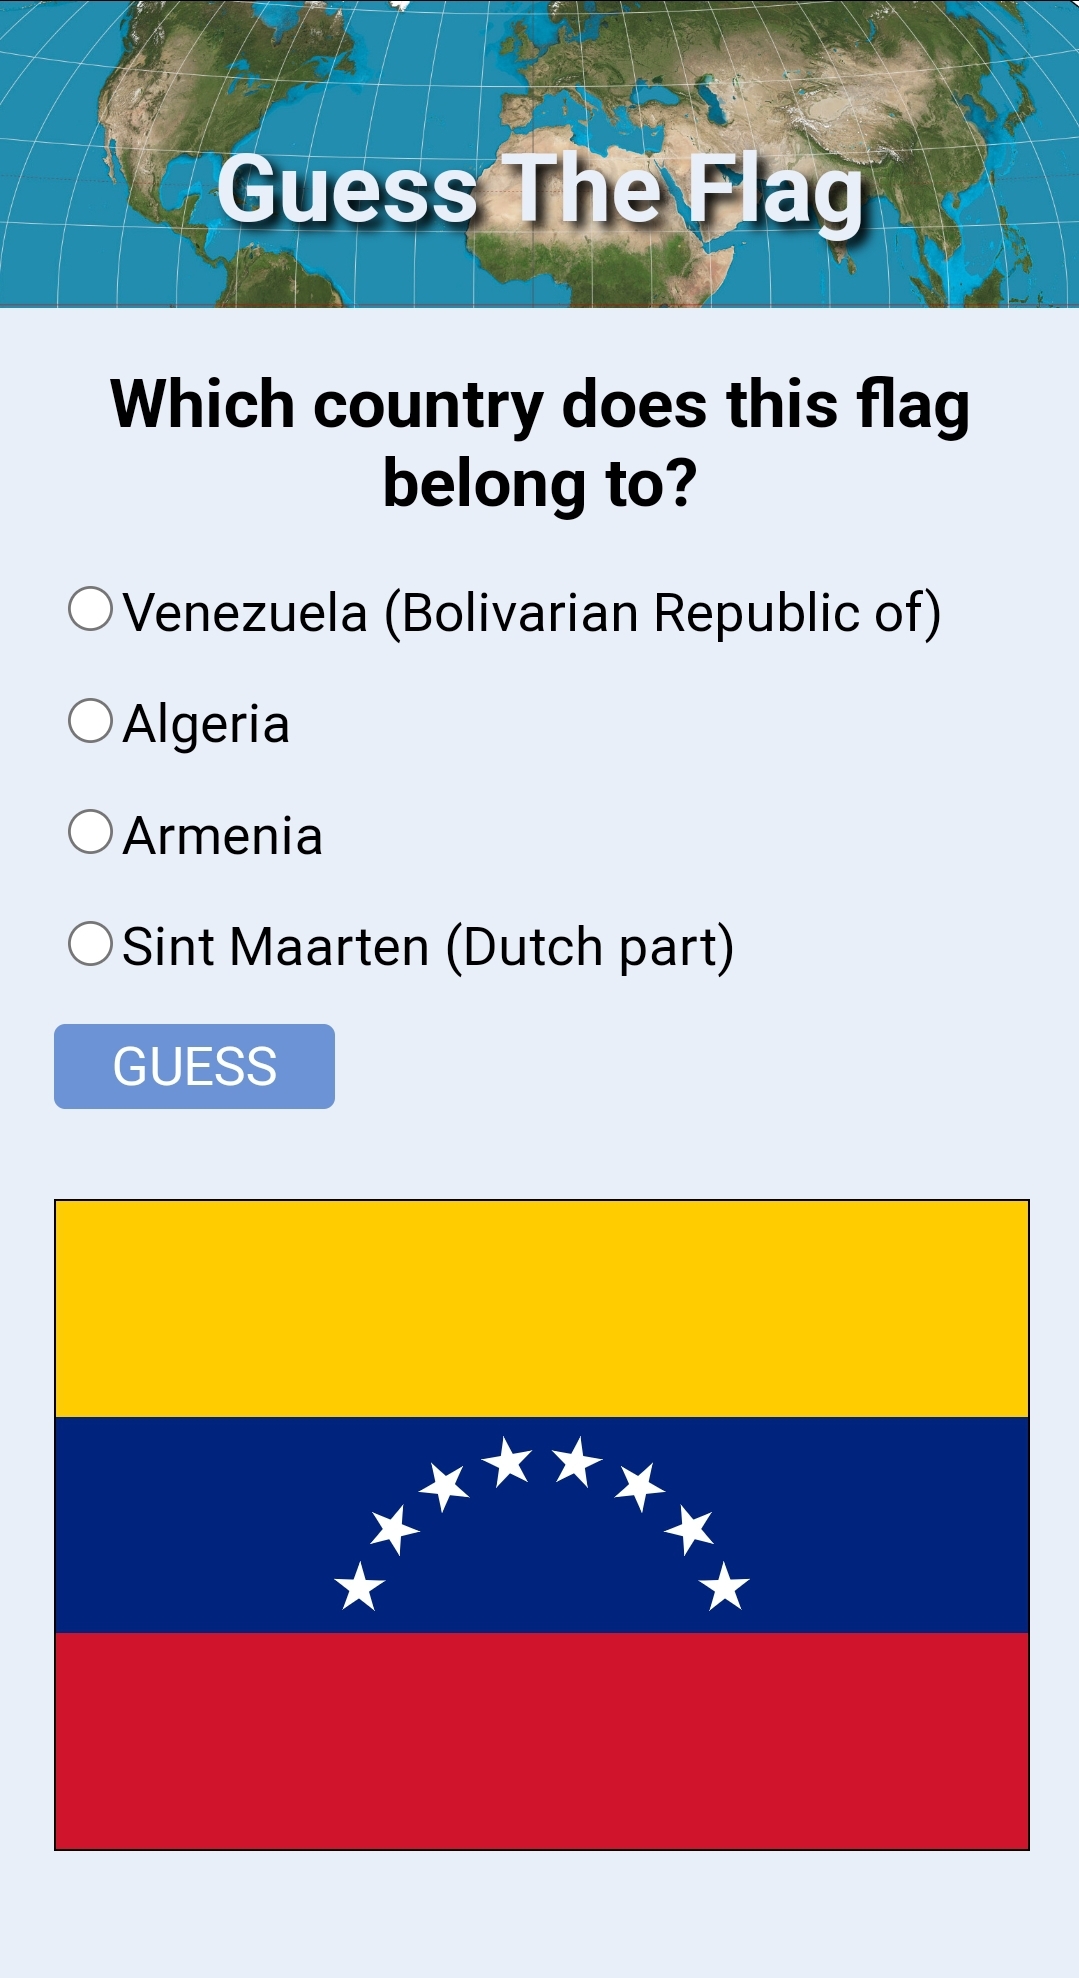 Guess The Flag
Which country does this flag
belong to?
Venezuela (Bolivarian Republic of)
Algeria
Armenia
Sint Maarten (Dutch part)
GUESS